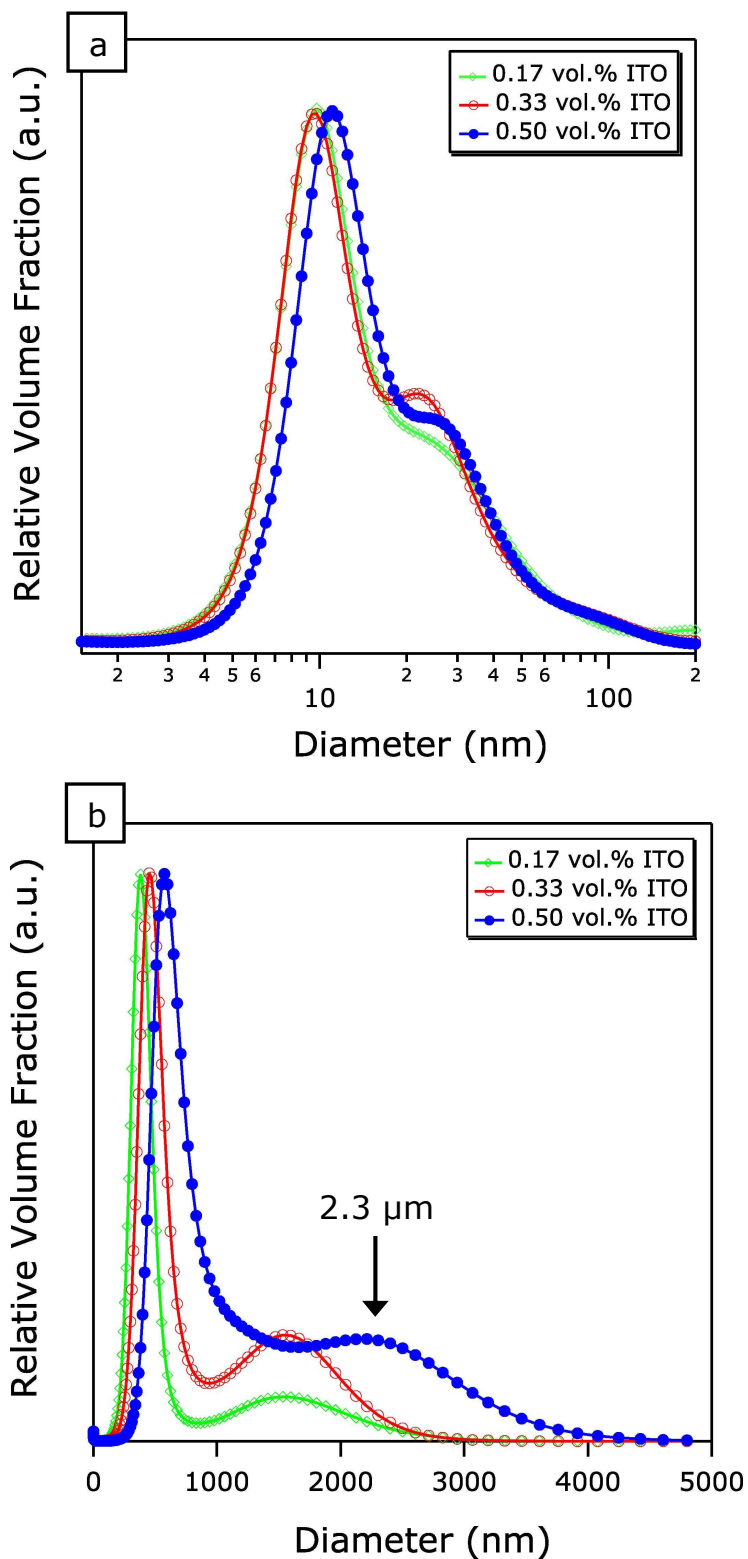 a
0.17 vol.% ITO
0.33 vol.% ITO
0.50 vol.% ITO
Relative Volume Fraction (a.u.)
2 3 4 5 6 10 2 3 4 5 6 100 2
Diameter (nm)
b
0.17 vol.% ITO
0.33 vol.% ITO
0.50 vol.% ITO
Relative Volume Fraction (a.u.)
2.3 μm
0 1000 2000 3000 4000 5000
Diameter (nm)